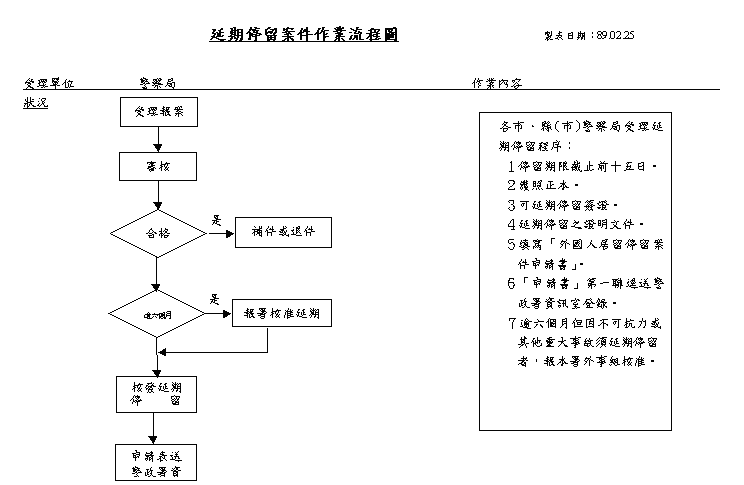 延期停留案件作業流程圖
製表日期：89.02.25
受理單位
警察局
作業內容
狀況
受理報案
審核
合格
是
補件或退件
逾六個月
是
報署核准延期
核發延期
停 留
申請表送
警政署資
各市、縣(市)警察局受理延
期停留程序：
1停留期限截止前十五日。
2護照正本。
3可延期停留簽證。
4延期停留之證明文件。
5填寫「外國人居留停留案
件申請書」。
6「申請書」第一聯遞送警
政署資訊室登錄。
7逾六個月但因不可抗力或
其他重大事故須延期停留
者，報本署外事組核准。